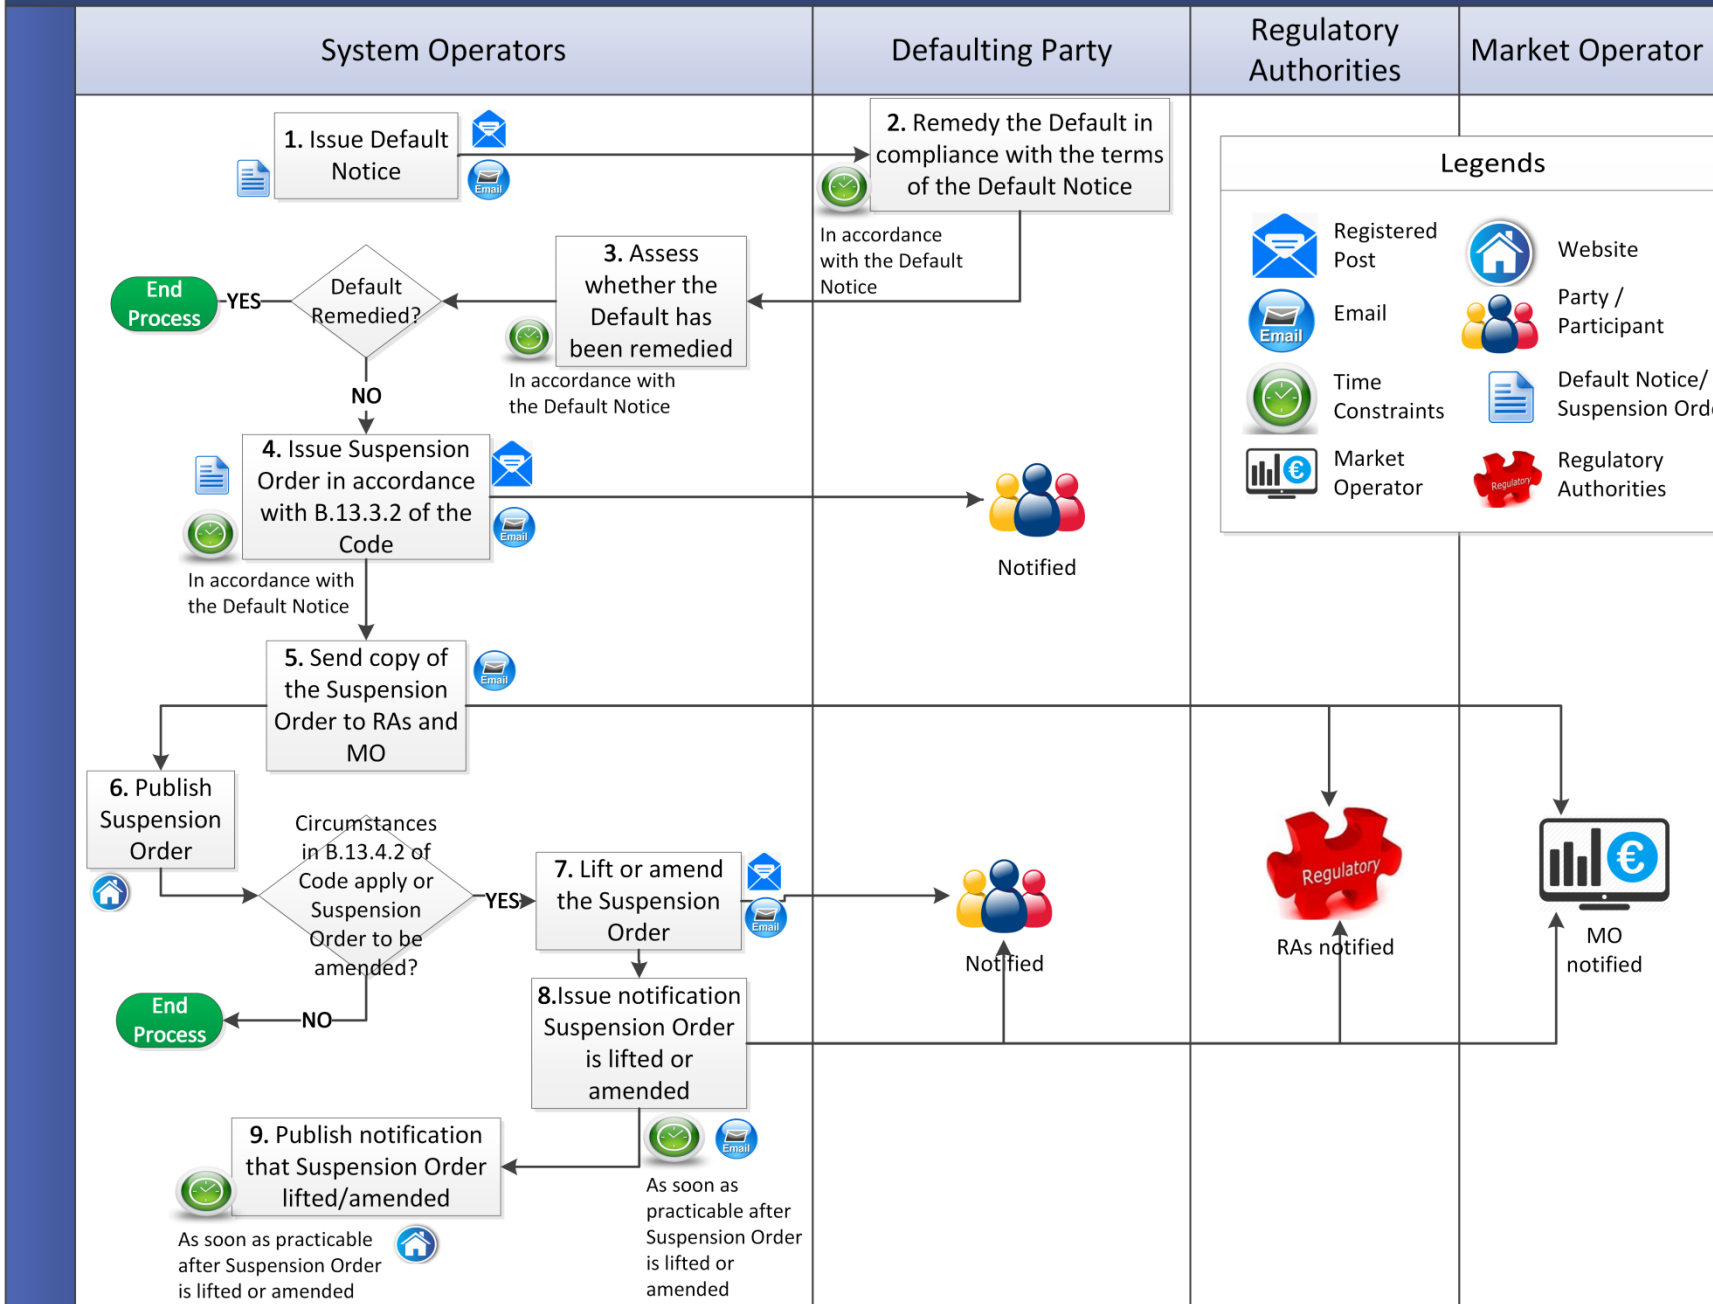 System Operators
Defaulting Party
Regulatory
Authorities
Market Operator
1. Issue Default
Notice
Email
2. Remedy the Default in
compliance with the terms
of the Default Notice
In accordance
with the Default
Notice
3. Assess
whether the
Default has
been remedied
In accordance with
the Default Notice
Default
Remedied?
YES
End
Process
NO
4. Issue Suspension
Order in accordance
with B.13.3.2 of the
Code
Email
In accordance with
the Default Notice
Notified
5. Send copy of
the Suspension
Order to RAs and
MO
Email
6. Publish
Suspension
Order
Circumstances
in B.13.4.2 of
Code apply or
Suspension
Order to be
amended?
YES
NO
End
Process
7. Lift or amend
the Suspension
Order
Email
Notified
Regulatory
RAs notified
€
MO
notified
8.Issue notification
Suspension Order
is lifted or
amended
Email
As soon as
practicable after
Suspension Order
is lifted or
amended
9. Publish notification
that Suspension Order
lifted/amended
As soon as practicable
after Suspension Order
is lifted or amended
Legends
Registered
Post
Website
Email
Email
Party /
Participant
Time
Constraints
Default Notice/
Suspension Orde
€
Market
Operator
Regulatory
Regulatory
Authorities